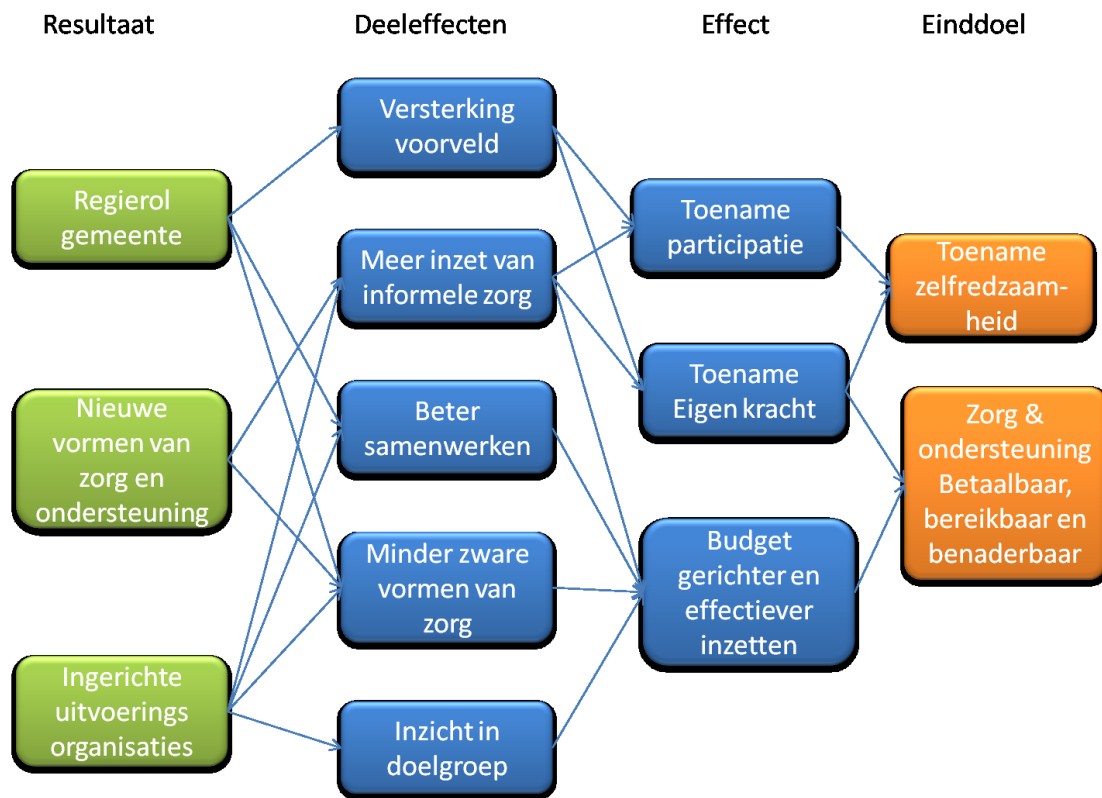 Resultaat
Deeleffecten
Effect
Einddoel
Regierol
gemeente
Nieuwe
vormen van
zorg en
ondersteuning
Ingerichte
uitvoerings
organisaties
Versterking
voorveld
Meer inzet van
informele zorg
Beter
samenwerken
Minder zware
vormen van
zorg
Inzicht in
doelgroep
Toename
participatie
Toename
Eigen kracht
Budget
gerichter en
effectiever
inzetten
Toename
zelfredzaam-
heid
Zorg &
ondersteuning
Betaalbaar,
bereikbaar en
benaderbaar